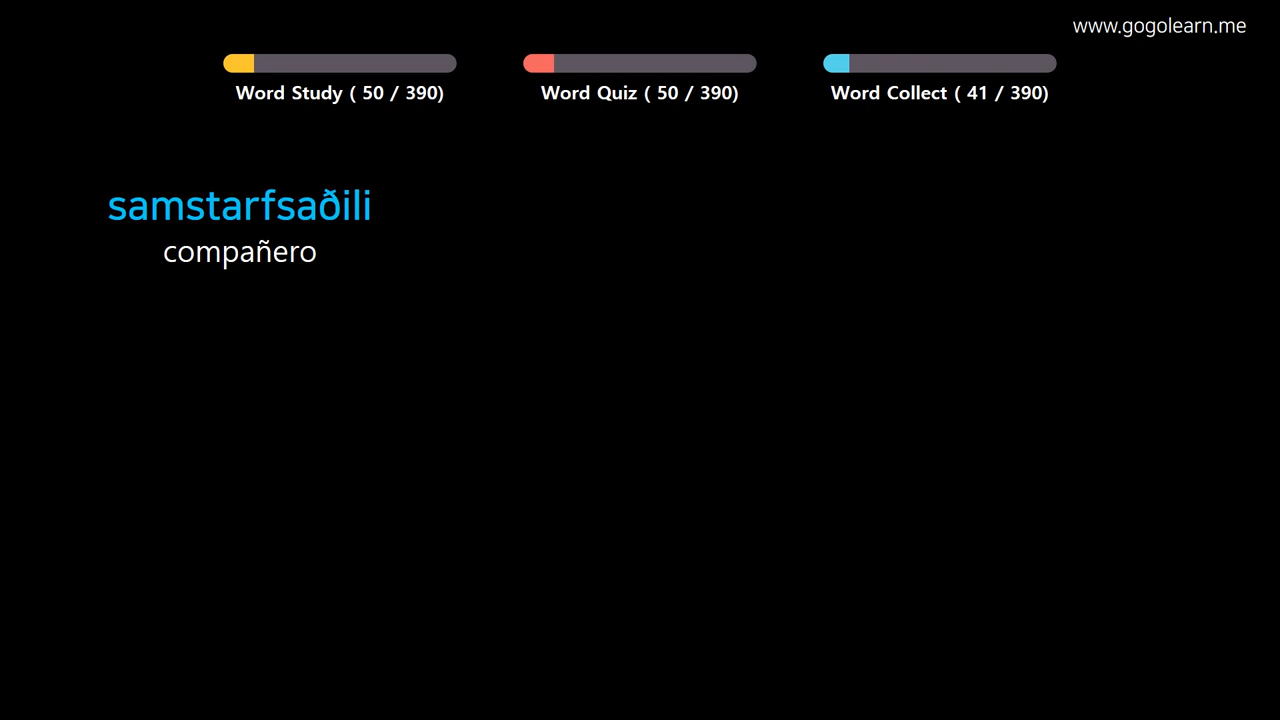 www.gogolearn.me
Word Study ( 50 / 390)
Word Quiz ( 50 / 390)
Word Collect ( 41 / 390)
samstarfsaðili
compañero